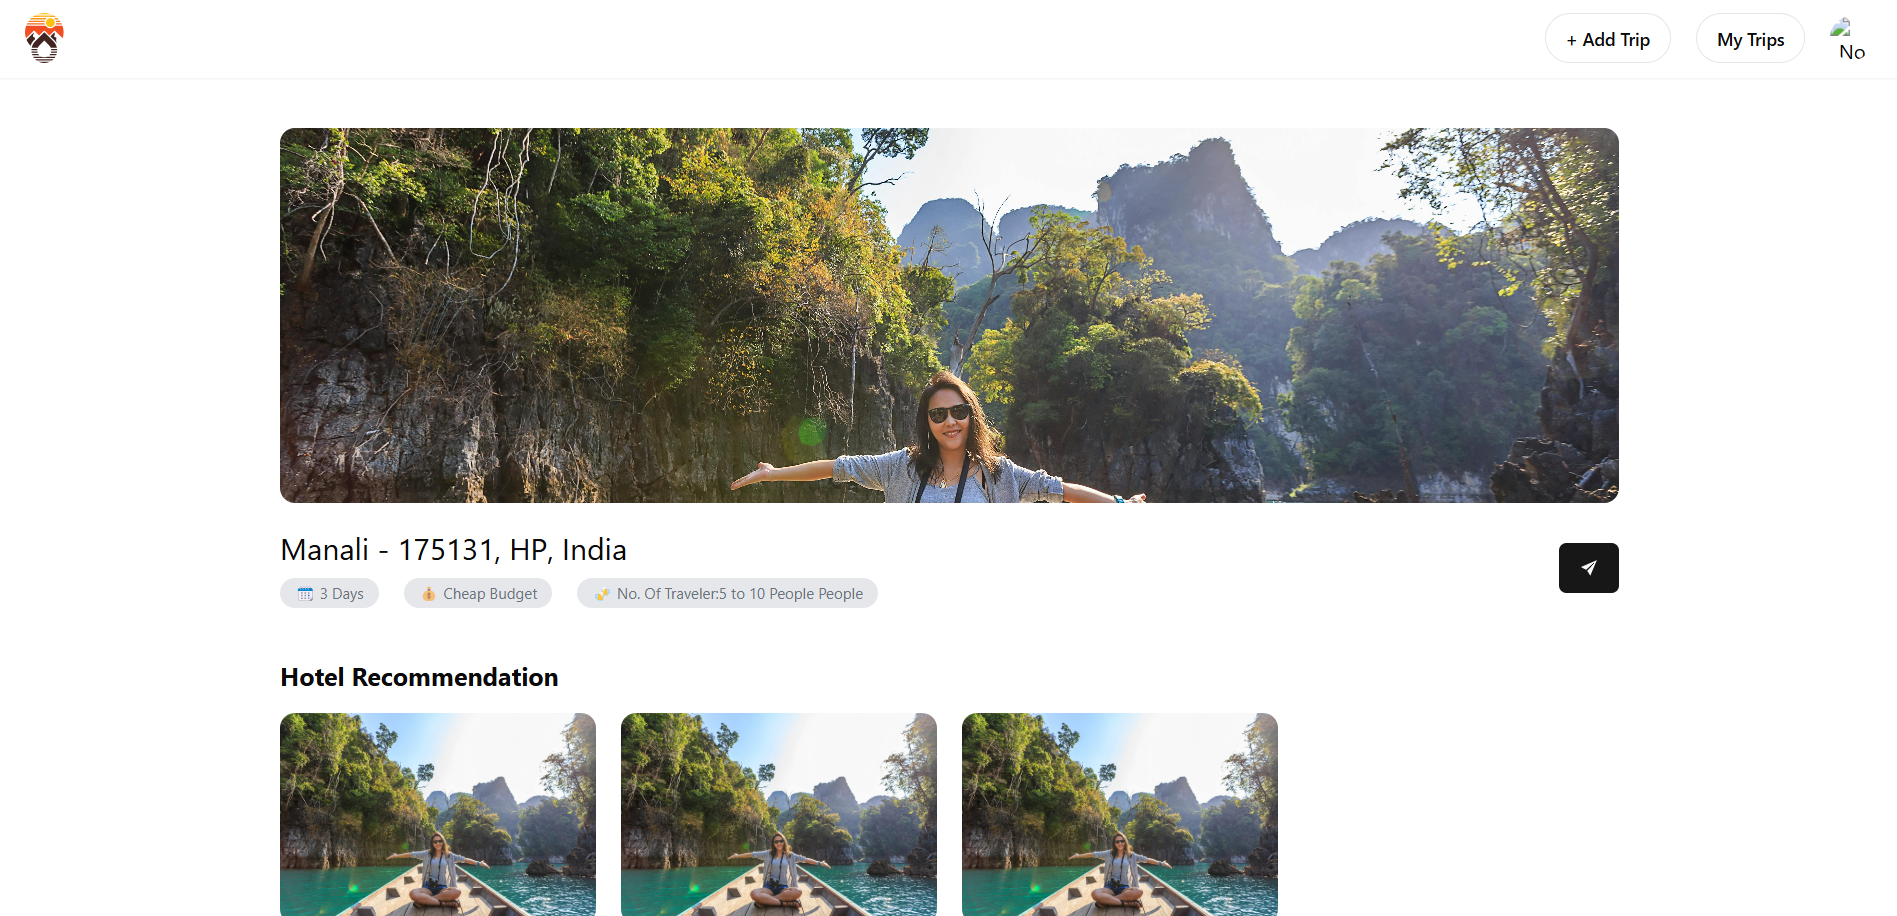 + Add Trip
My Trips
No
Manali - 175131, HP, India
3 Days
Cheap Budget
No. Of Traveler:5 to 10 People People
Hotel Recommendation